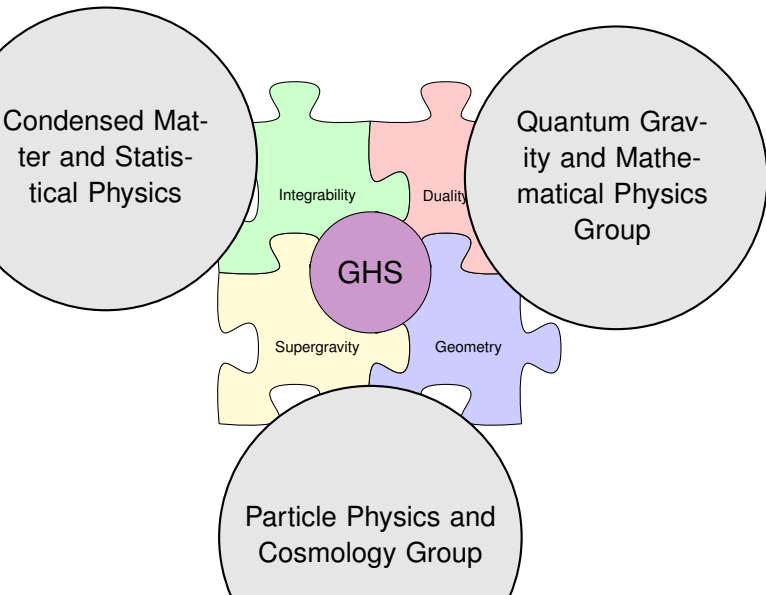 Condensed Mat-
ter and Statis-
tical Physics
Quantum Grav-
ity and Mathe-
matical Physics
Group
Integrability
Duality
GHS
Supergravity
Geometry
Particle Physics and
Cosmology Group